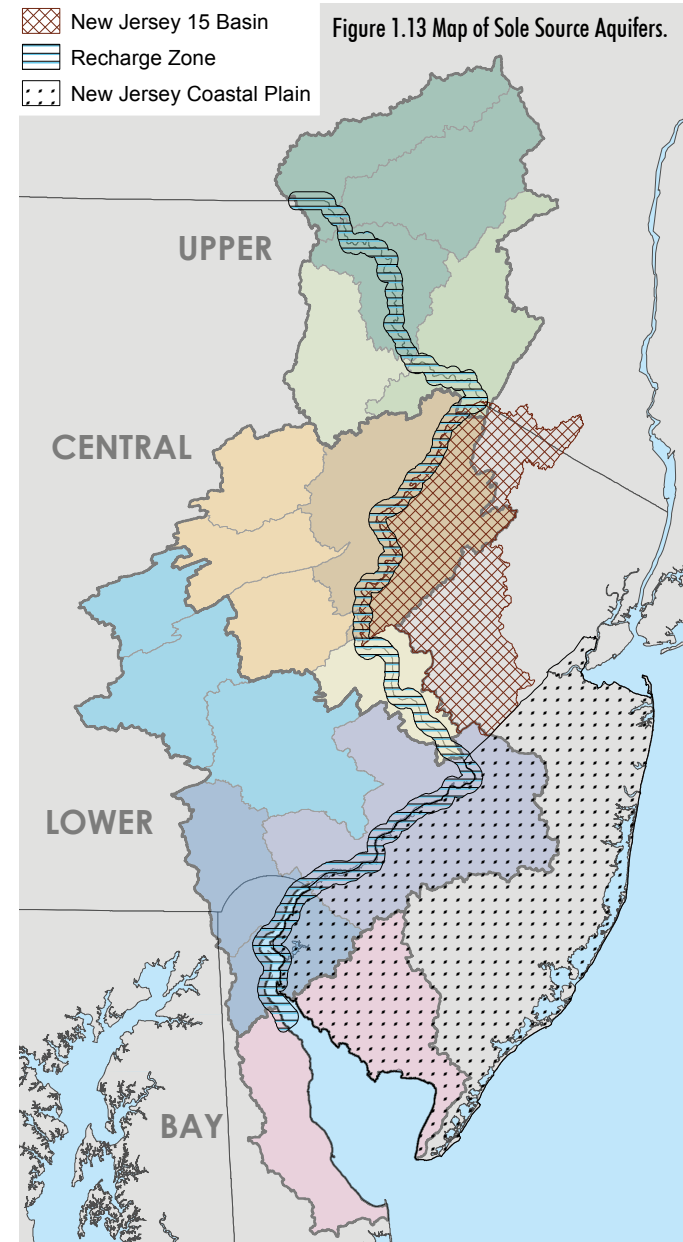 New Jersey 15 Basin
Recharge Zone
New Jersey Coastal Plain
Figure 1.13 Map of Sole Source Aquifers.
UPPER
CENTRAL
LOWER
BAY